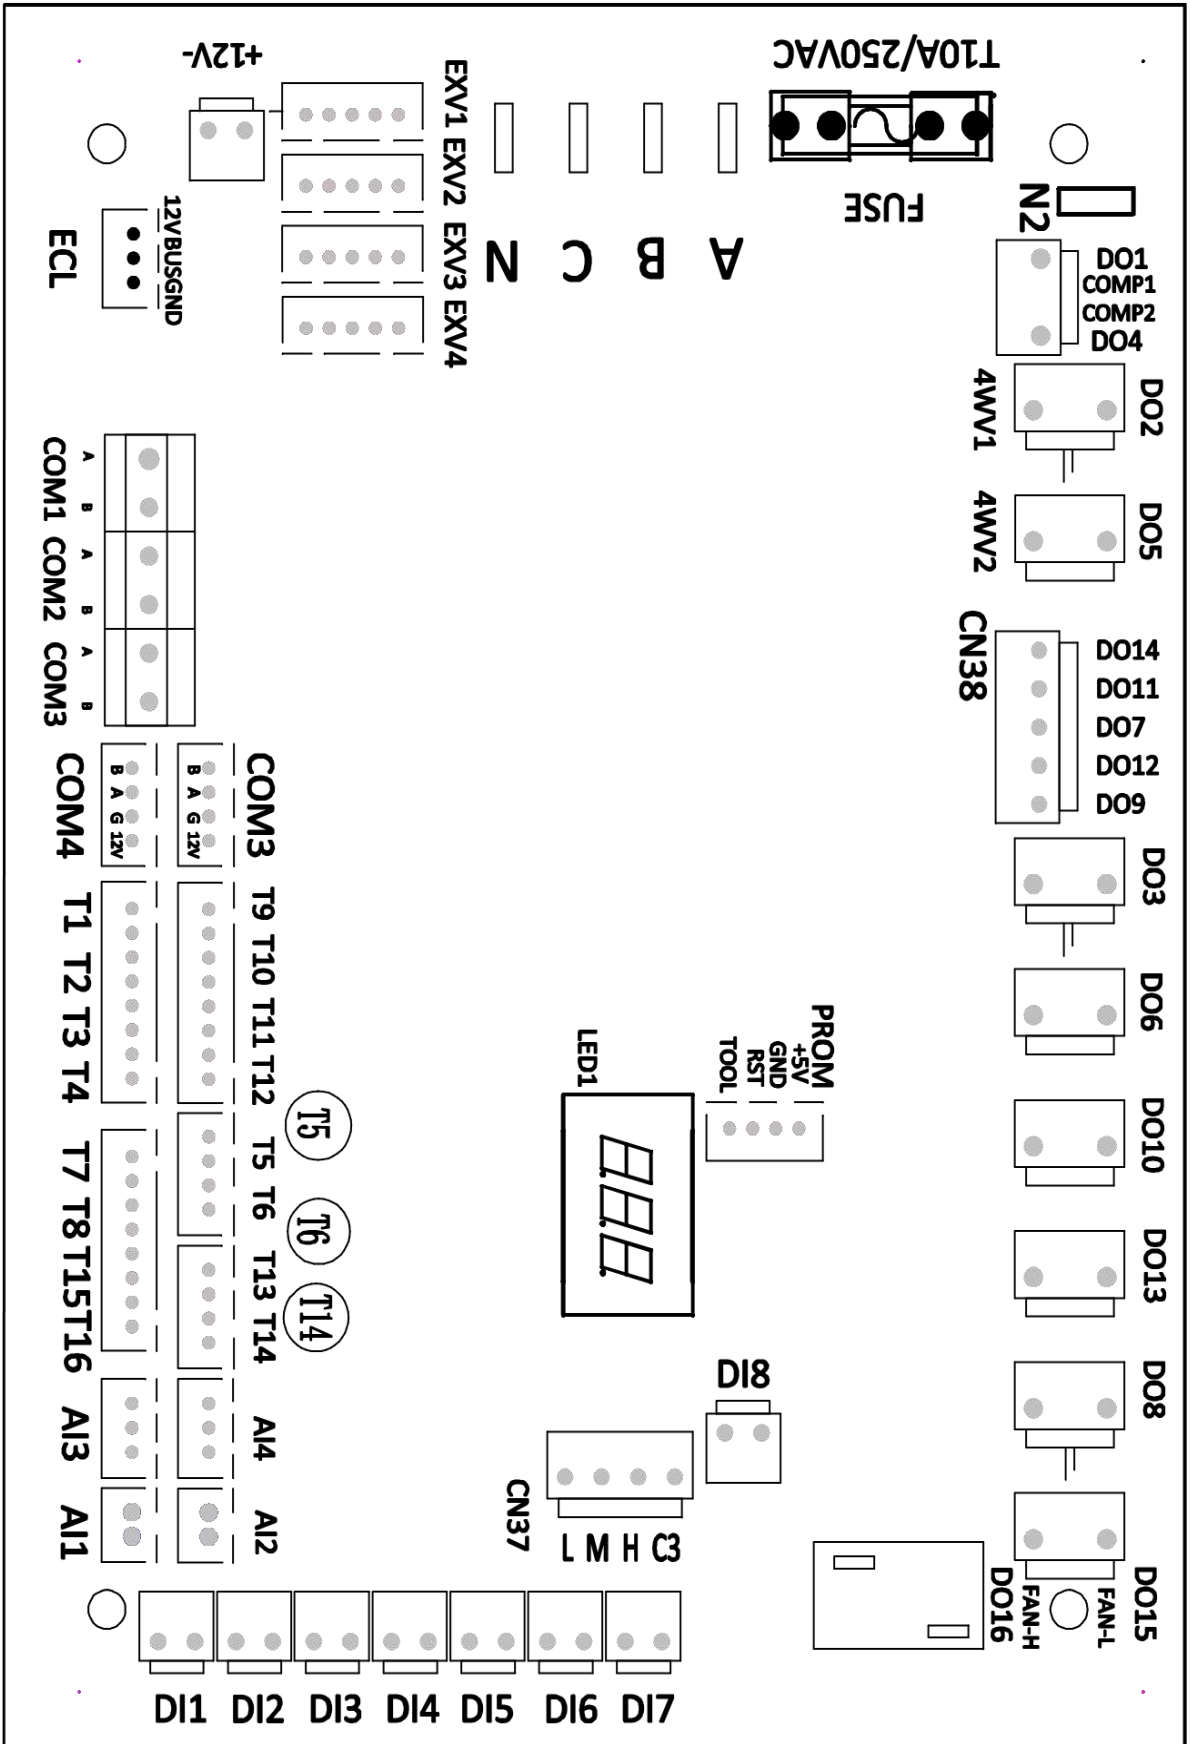 +12V-
T10A/250VAC
EXV1
EXV2
EXV3
EXV4
FUSE
N2
ECL
12V
BUS
GND
N
C
B
A
DO1
COMP1
COMP2
DO4
4WV1
DO2
4WV2
DO5
COM1
A
B
COM2
A
B
COM3
A
B
CN38
DO14
DO11
DO7
DO12
DO9
COM4
B
A
G
12V
B
A
G
12V
COM3
DO3
T1
T2
T3
T4
T9
T10
T11
T12
DO6
LED1
TOOL
RST
GND
+5V
PROM
T7
T8
T15
T16
T5
T6
T13
T14
T5
T6
T14
DO10
DO13
DI8
DO8
AI3
AI4
AI1
AI2
CN37
L M H C3
DO16
FAN-H
FAN-L
DO15
DI1 DI2 DI3 DI4 DI5 DI6 DI7